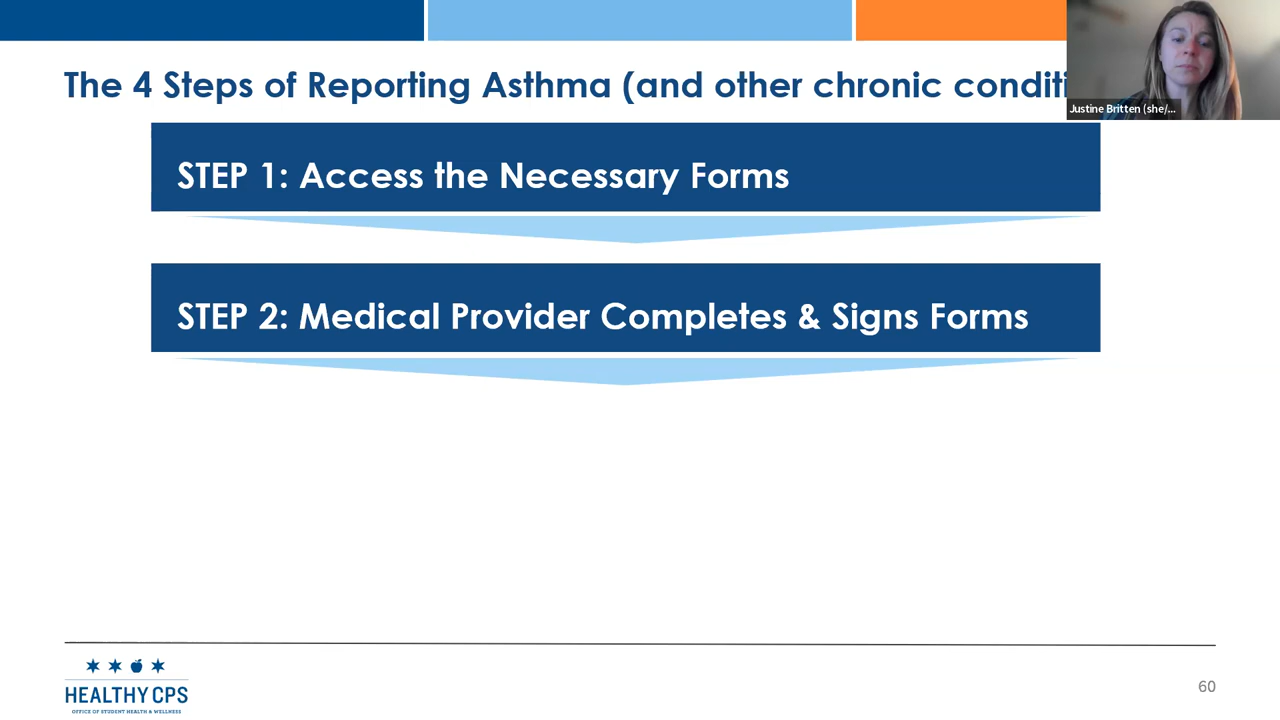 The 4 Steps of Reporting Asthma (and other chronic conditi
Justine Britten (she/...
STEP 1: Access the Necessary Forms
STEP 2: Medical Provider Completes & Signs Forms
HEALTHY CPS
OFFICE OF STUDENT HEALTH & WELLNESS
60